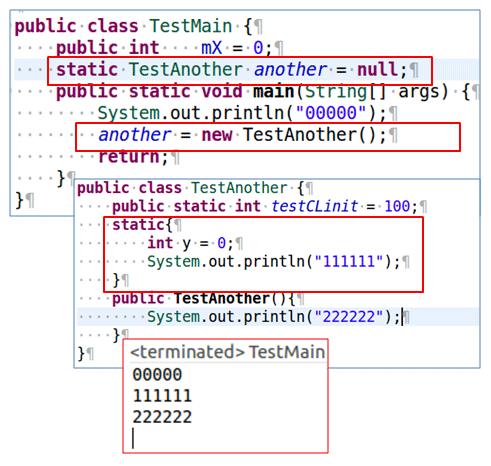 public class TestMain {¶
    public int    mX = 0;¶
    static TestAnother another = null;¶
    public static void main(String[] args) {¶
        System.out.println("00000");¶
        another = new TestAnother();¶
        return;¶
    }¶
}¶
public class TestAnother {¶
    public static int testCLinit = 100;¶
    static{¶
        int y = 0;¶
        System.out.println("111111");¶
    }¶
    public TestAnother(){¶
        System.out.println("222222");¶
    }¶
}¶
<terminated> TestMain
00000
111111
222222